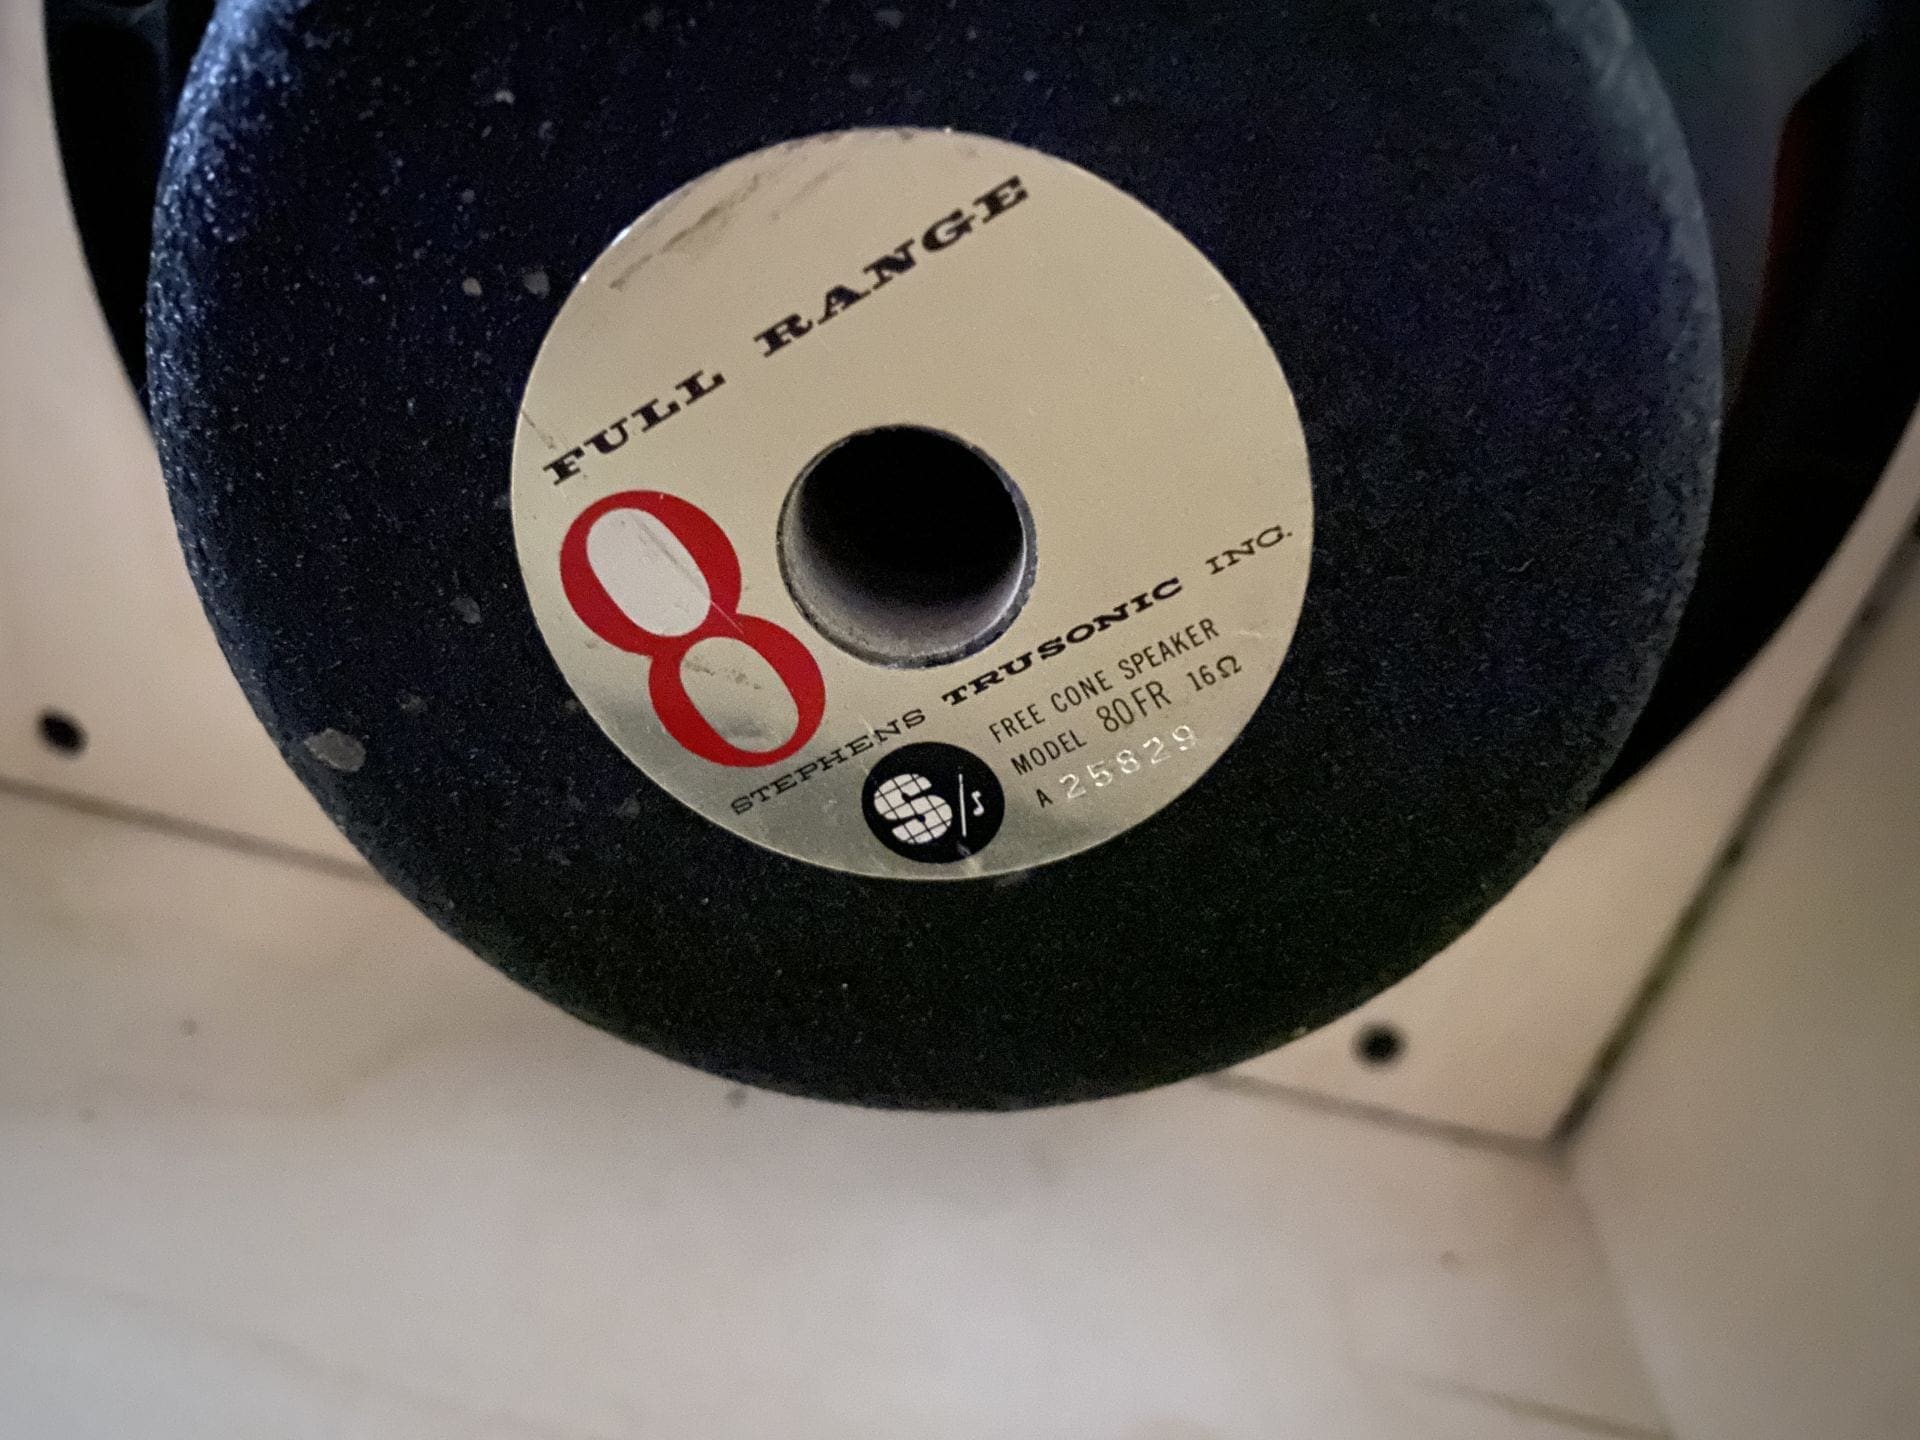 FULL RANGE
8
STEPHENS TRUSONIC INC.
FREE CONE SPEAKER
MODEL 80FR 16Ω
A 25829
S/